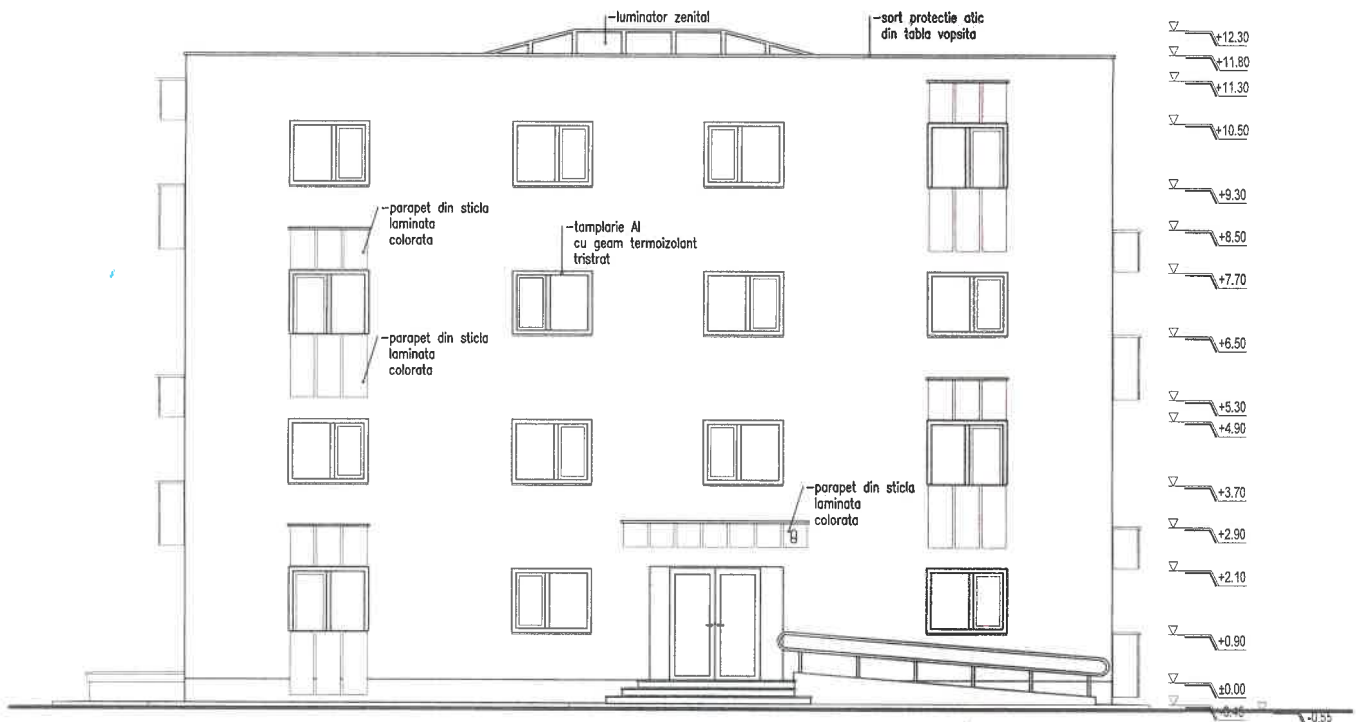 -luminator zenital
-sort protectie atic
din tabla vopsita
+12.30
+11.80
+11.30
+10.50
+9.30
-parapet din sticla
laminata
colorata
-tamplarie Al
cu geam termoizolant
tristrat
+8.50
+7.70
-parapet din sticla
laminata
colorata
+6.50
+5.30
+4.90
-parapet din sticla
laminata
colorata
+3.70
+2.90
+2.10
+0.90
±0.00
-0.45
-0.55